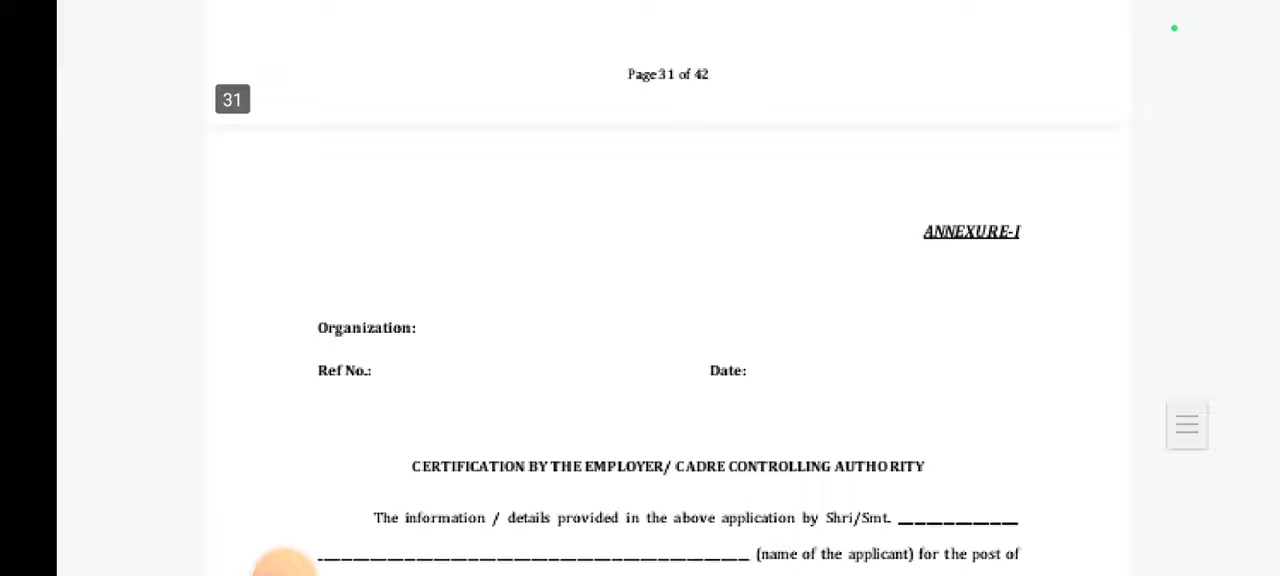 Page 31 of 42
31
ANNEXURE-I
Organization:
Ref No.:
Date:
CERTIFICATION BY THE EMPLOYER/ CADRE CONTROLLING AUTHORITY
The information / details provided in the above application by Shri/Smt. ____________
___________________________________________ (name of the applicant) for the post of